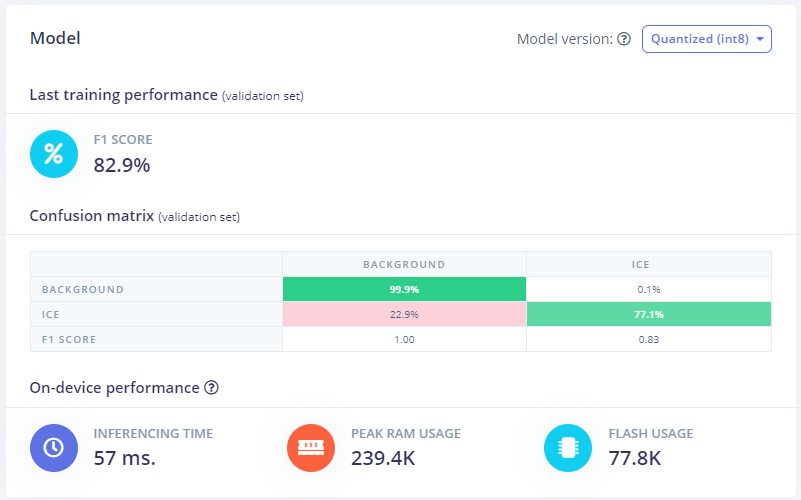 Model
Model version: ? Quantized (int8)
Last training performance (validation set)
% F1 SCORE
82.9%
Confusion matrix (validation set)
BACKGROUND ICE
BACKGROUND 99.9% 0.1%
ICE 22.9% 77.1%
F1 SCORE 1.00 0.83
On-device performance ?
INFERENCING TIME PEAK RAM USAGE FLASH USAGE
57 ms. 239.4K 77.8K